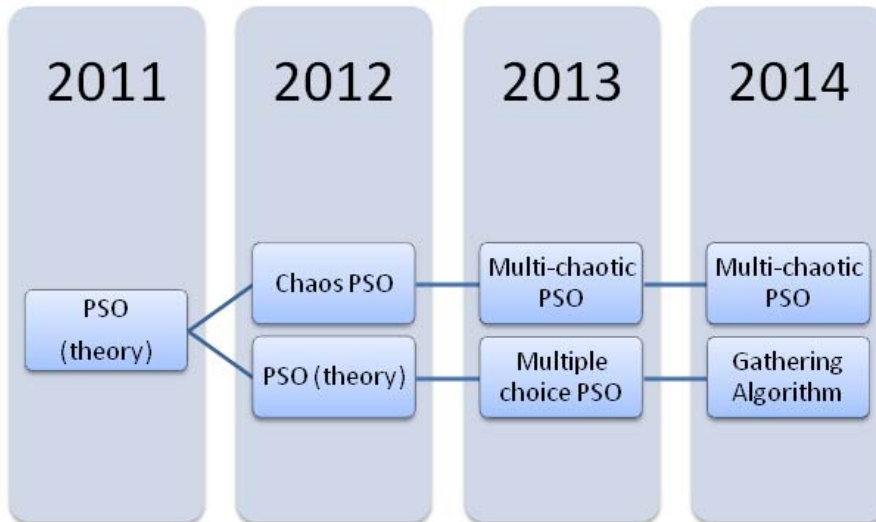 2011
2012
2013
2014
PSO
(theory)
Chaos PSO
PSO (theory)
Multi-chaotic
PSO
Multiple
choice PSO
Multi-chaotic
PSO
Gathering
Algorithm